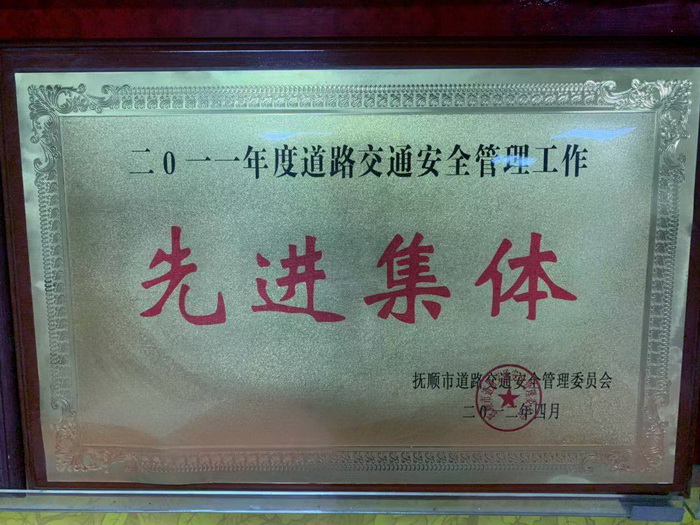 二0一一年度道路交通安全管理工作
先进集体
抚顺市道路交通安全管理委员会
二0一二年四月